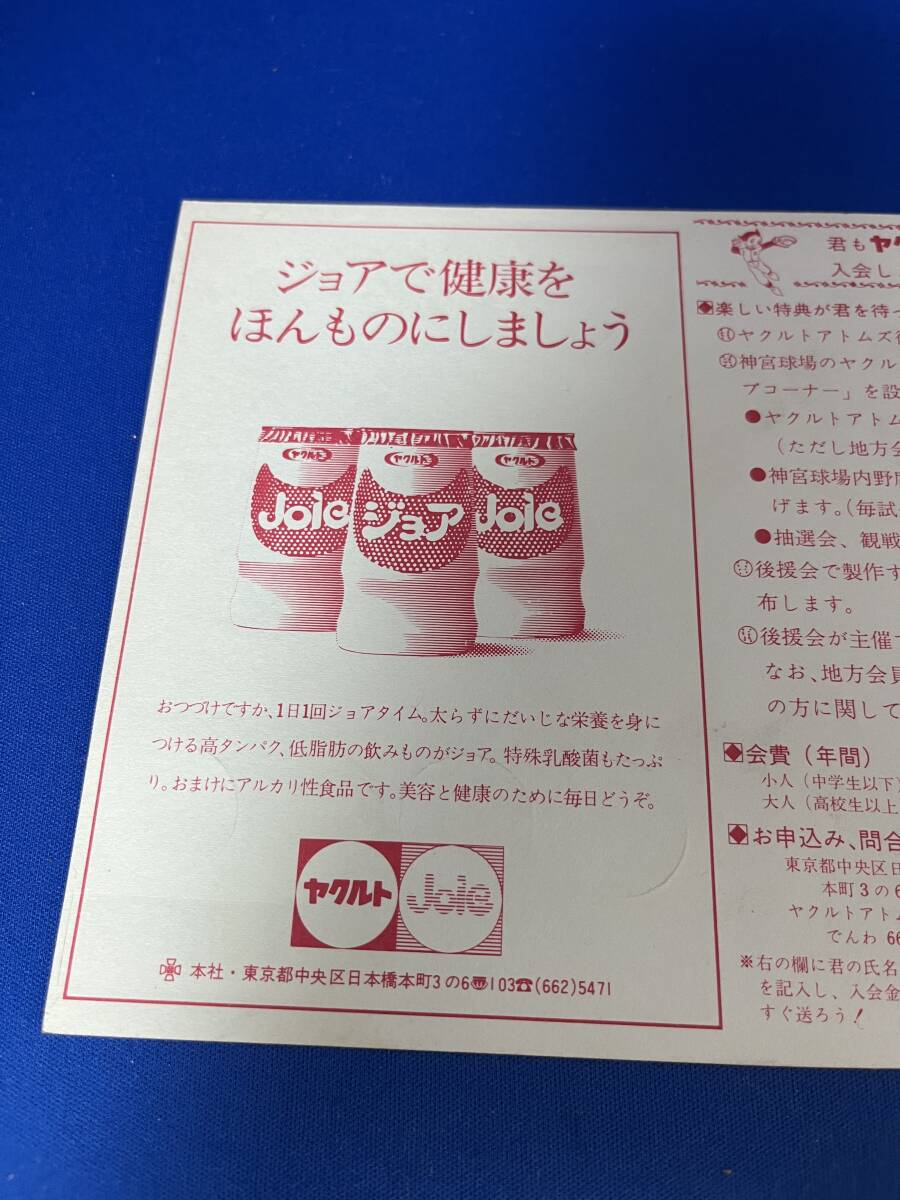 ジョアで健康を
ほんものにしましょう
ヤクルト
ヤクルト
ヤクルト
Joie
ジョア
Joie
おつづけですか、1日1回ジョアタイム。太らずにだいじな栄養を身に
つける高タンパク、低脂肪の飲みものがジョア。特殊乳酸菌もたっぷ
り。おまけにアルカリ性食品です。美容と健康のために毎日どうぞ。
ヤクルト
Joie
本社・東京都中央区日本橋本町3の6〠103☎(662)5471
君もヤク
入会し
◆楽しい特典が君を待っ
ヤクルトアトムズ後
神宮球場のヤクル
プコーナー」を設
●ヤクルトアトム
(ただし地方会
●神宮球場内野席
げます。(毎試
●抽選会、観戦
後援会で製作す
布します。
後援会が主催
なお、地方会員
の方に関して
◆会費(年間)
小人(中学生以下)
大人(高校生以上
◆お申込み、問合
東京都中央区日
本町3の6
ヤクルトアトム
でんわ 66
※右の欄に君の氏名
を記入し、入会金
すぐ送ろう!